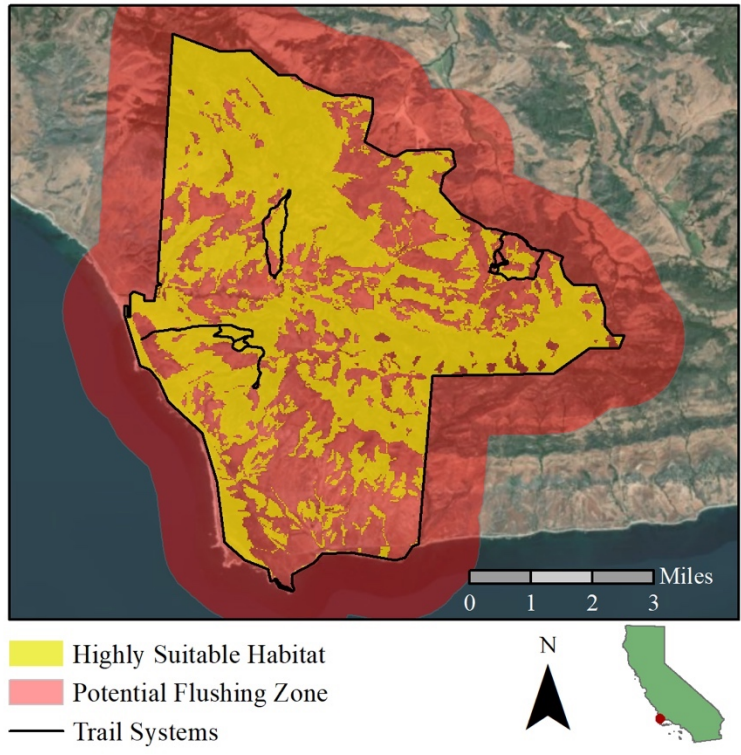 Miles
0 1 2 3
Highly Suitable Habitat
Potential Flushing Zone
Trail Systems
N